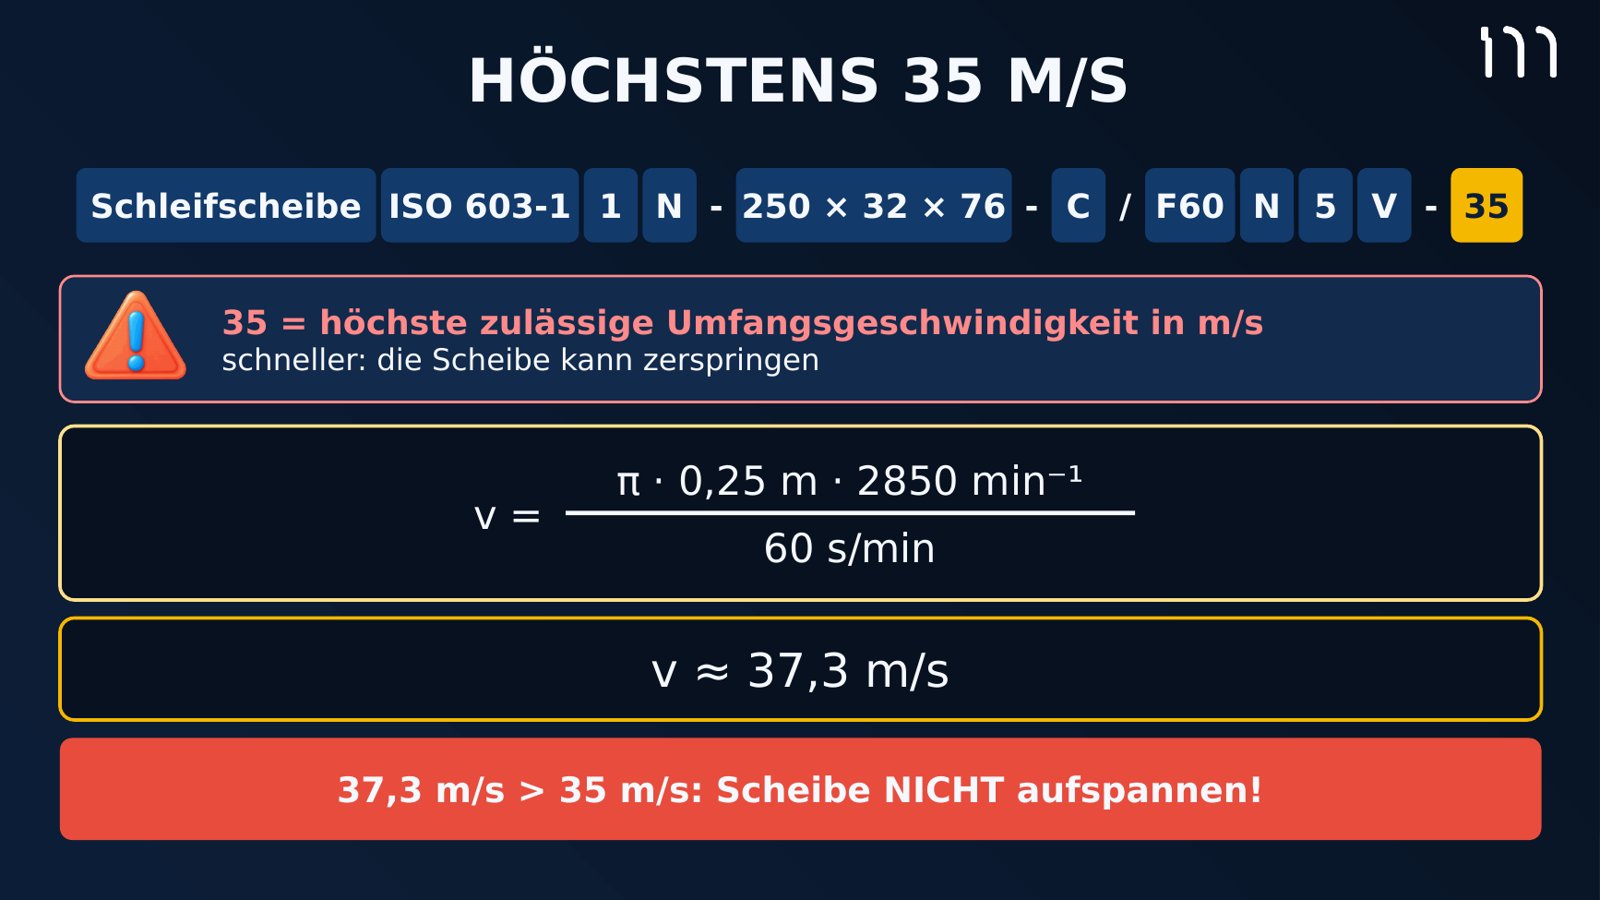 HÖCHSTENS 35 M/S
Schleifscheibe ISO 603-1 1 N - 250 × 32 × 76 - C / F60 N 5 V - 35
35 = höchste zulässige Umfangsgeschwindigkeit in m/s
schneller: die Scheibe kann zerspringen
π · 0,25 m · 2850 min⁻¹
v =
60 s/min
v ≈ 37,3 m/s
37,3 m/s > 35 m/s: Scheibe NICHT aufspannen!